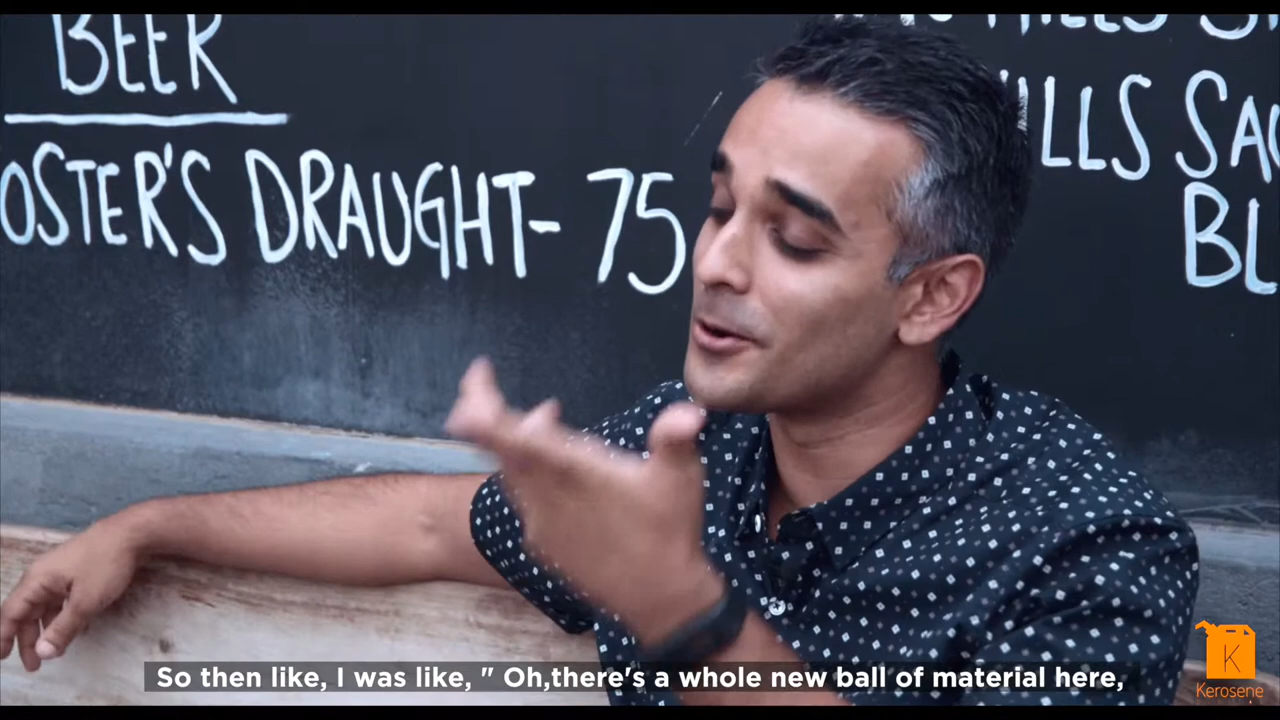 BEER
OSTER'S DRAUGHT- 75
HILLS
ILLS SA
BL
So then like, I was like, " Oh,there's a whole new ball of material here,
K
Kerosene